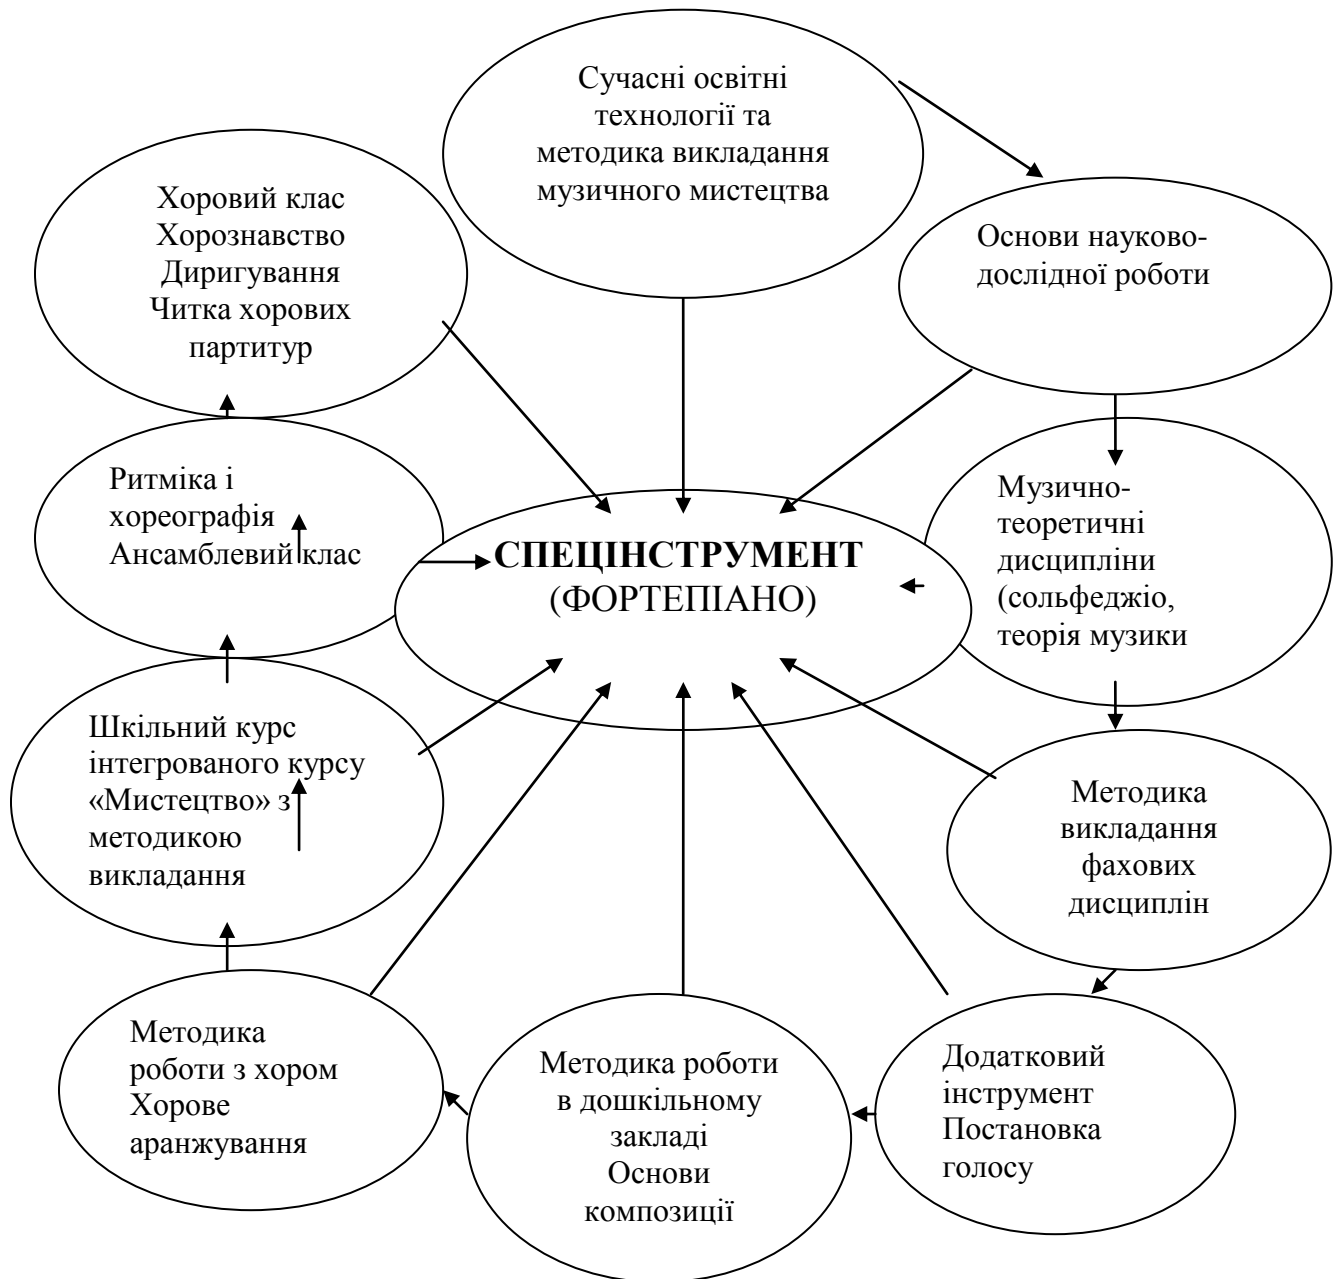 Сучасні освітні
технології та
методика викладання
музичного мистецтва
Хоровий клас
Хорознавство
Диригування
Читка хорових
партитур
Основи науково-
дослідної роботи
Ритміка і
хореографія
Ансамблевий клас
СПЕЦІНСТРУМЕНТ
(ФОРТЕПІАНО)
Музично-
теоретичні
дисципліни
(сольфеджіо,
теорія музики
Шкільний курс
інтегрованого курсу
«Мистецтво» з
методикою
викладання
Методика
викладання
фахових
дисциплін
Методика
роботи з хором
Хорове
аранжування
Методика роботи
в дошкільному
закладі
Основи
композиції
Додатковий
інструмент
Постановка
голосу